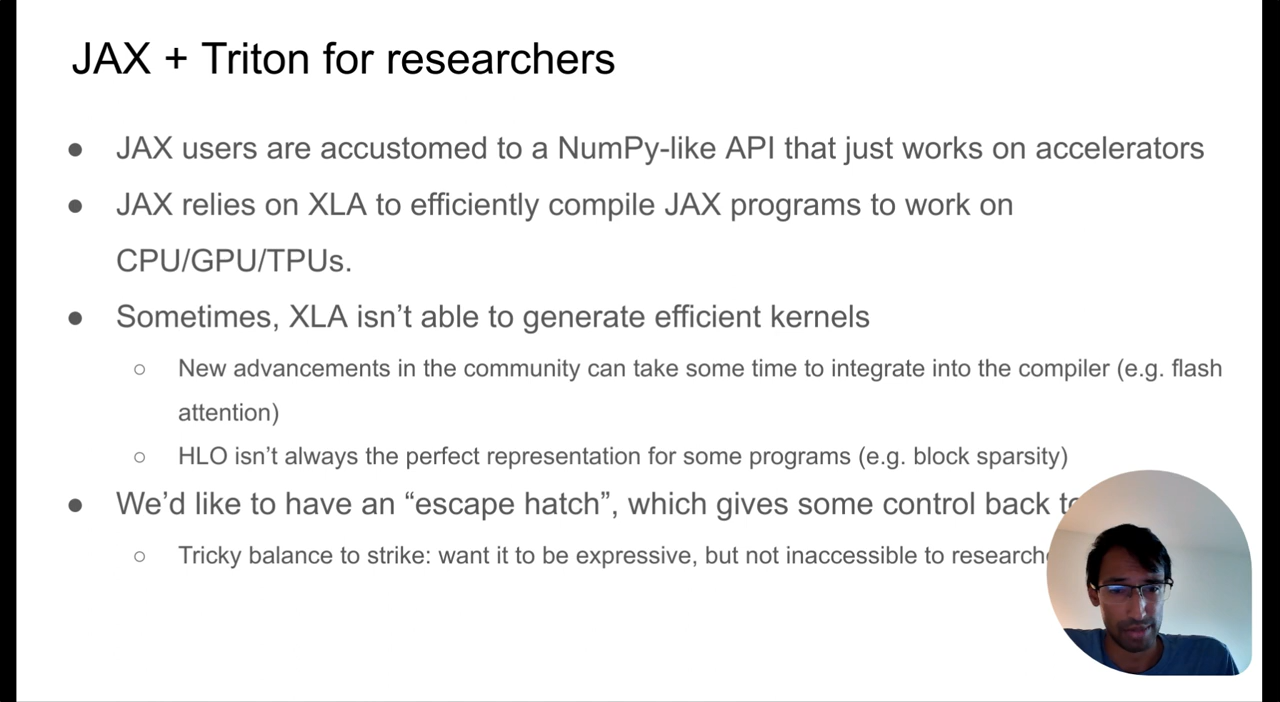 JAX + Triton for researchers
● JAX users are accustomed to a NumPy-like API that just works on accelerators
● JAX relies on XLA to efficiently compile JAX programs to work on
CPU/GPU/TPUs.
● Sometimes, XLA isn’t able to generate efficient kernels
○ New advancements in the community can take some time to integrate into the compiler (e.g. flash
attention)
○ HLO isn’t always the perfect representation for some programs (e.g. block sparsity)
● We’d like to have an “escape hatch”, which gives some control back
○ Tricky balance to strike: want it to be expressive, but not inaccessible to